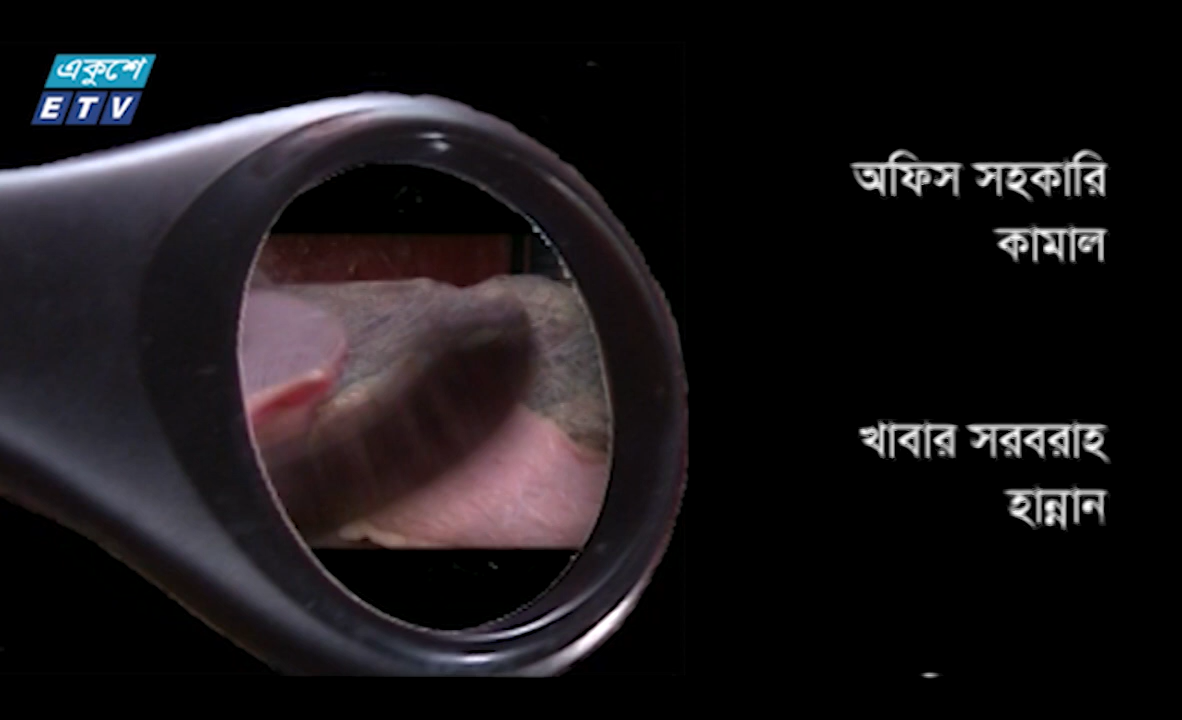 একুশে
ETV
অফিস সহকারি
কামাল
খাবার সরবরাহ
হান্নান